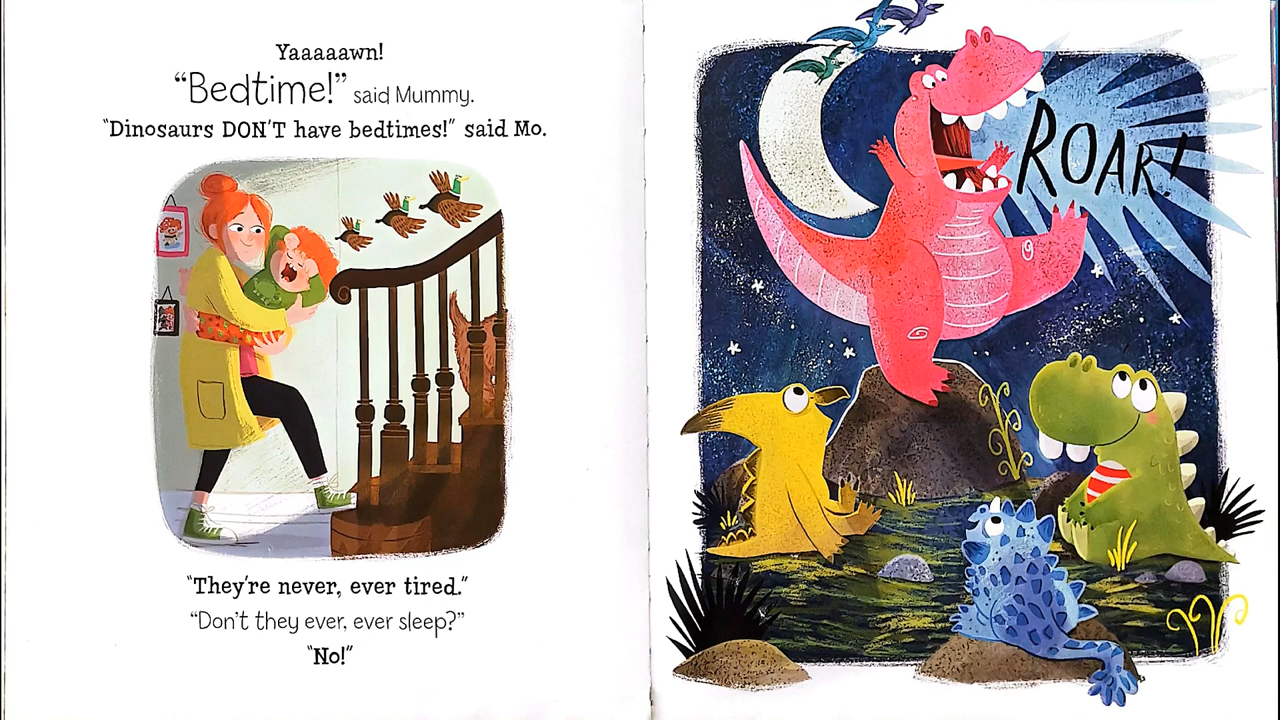 Yaaaaawn!
“Bedtime!” said Mummy.
“Dinosaurs DON’T have bedtimes!” said Mo.
“They’re never, ever tired.”
“Don’t they ever, ever sleep?”
“No!”
ROAR!